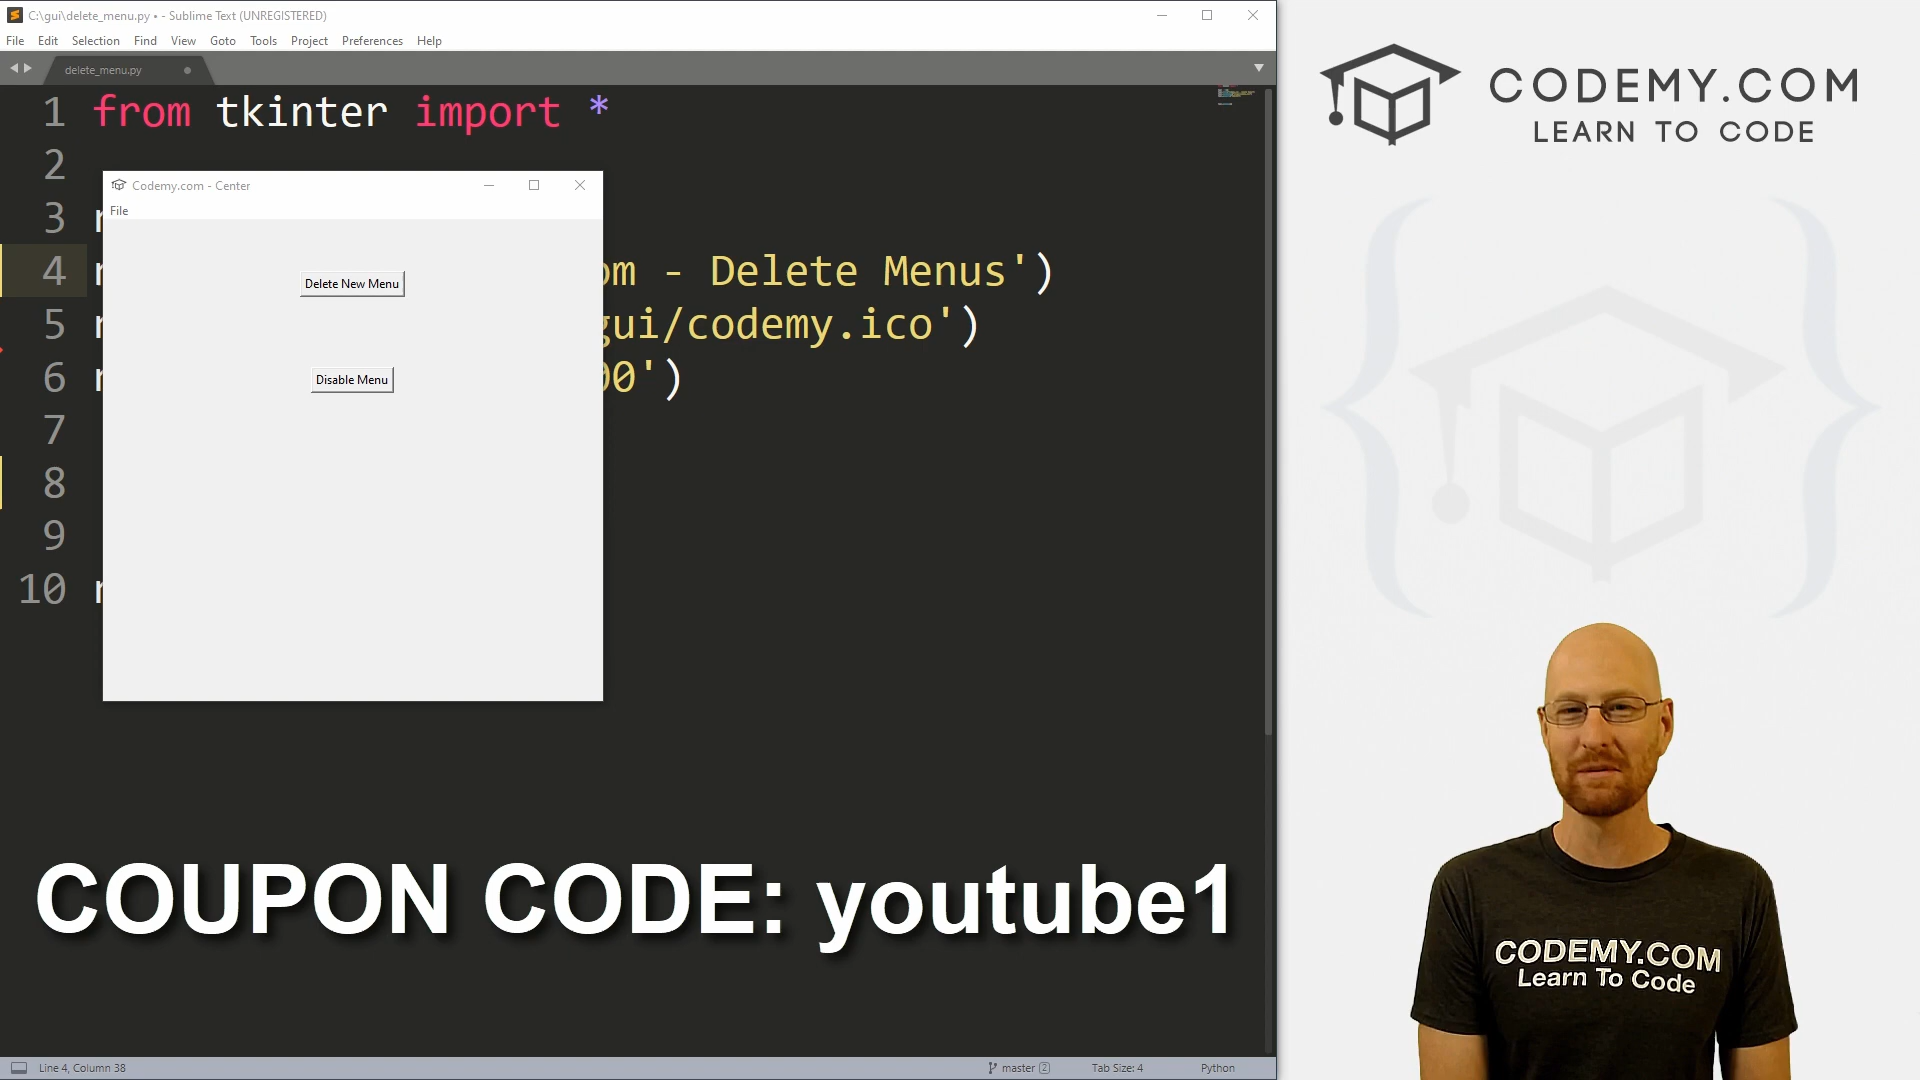 C:\gui\delete_menu.py • - Sublime Text (UNREGISTERED)
File Edit Selection Find View Goto Tools Project Preferences Help
delete_menu.py
1 from tkinter import *
2
Codemy.com - Center
File
3 r
4 r om - Delete Menus')
Delete New Menu
5 r gui/codemy.ico')
6 r 00')
Disable Menu
7
8
9
10 r
COUPON CODE: youtube1
Line 4, Column 38
master 2
Tab Size: 4
Python
CODEMY.COM
LEARN TO CODE
CODEMY.COM
Learn To Code